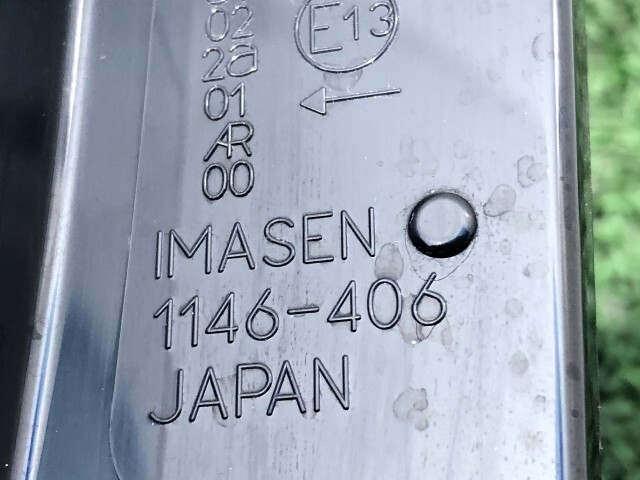 02
2a
01
AR
00
E13
IMASEN
1146-406
JAPAN